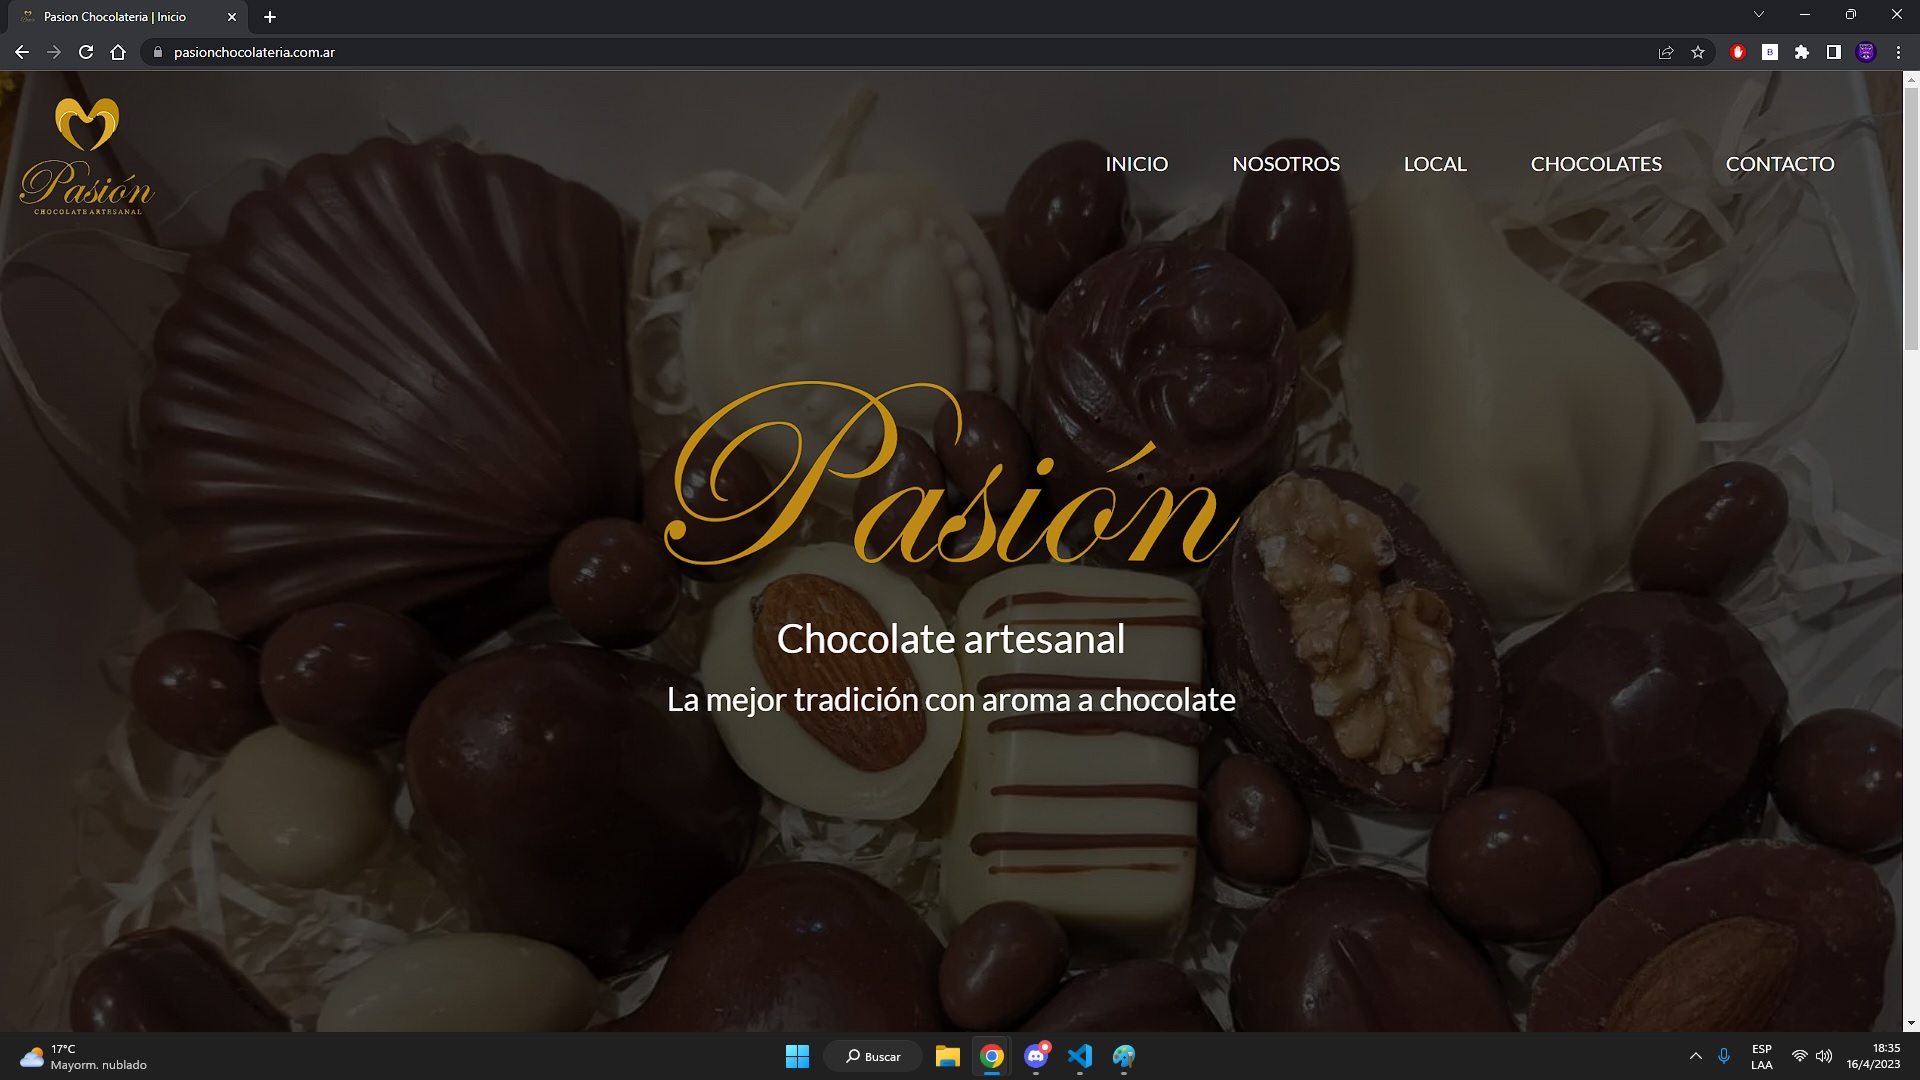 Pasion Chocolateria | Inicio
pasionchocolateria.com.ar
Pasión
CHOCOLATE ARTESANAL
INICIO
NOSOTROS
LOCAL
CHOCOLATES
CONTACTO
Pasión
Chocolate artesanal
La mejor tradición con aroma a chocolate
17°C
Mayorm. nublado
Buscar
ESP
LAA
18:35
16/4/2023